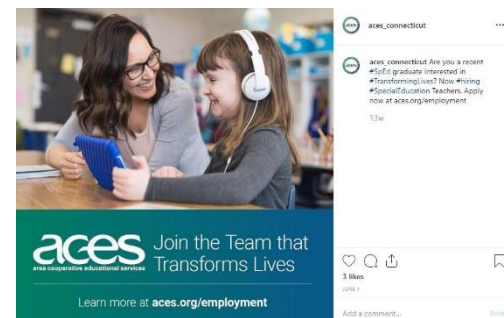 aces
area cooperative educational services
Join the Team that
Transforms Lives
Learn more at aces.org/employment
aces_connecticut
aces_connecticut Are you a recent
#SpEd graduate interested in
#TransformingLives? Now #hiring
#SpecialEducation Teachers. Apply
now at aces.org/employment
13w
3 likes
JUNE 1
Add a comment...
Post